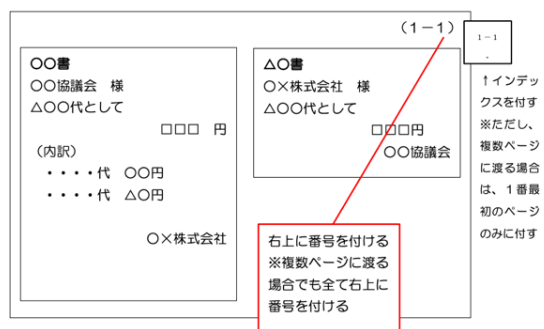 （１－１）
１－１
○○書
○○協議会　様
△○○代として
□□□　円
（内訳）
・・・・代　○○円
・・・・代　△○円
○×株式会社
△○書
○×株式会社　様
△○○代として
□□□円
○○協議会
↑インデッ
クスを付す
※ただし、
複数ページ
に渡る場合
は、１番最
初のページ
のみに付す
右上に番号を付ける
※複数ページに渡る
場合でも全て右上に
番号を付ける